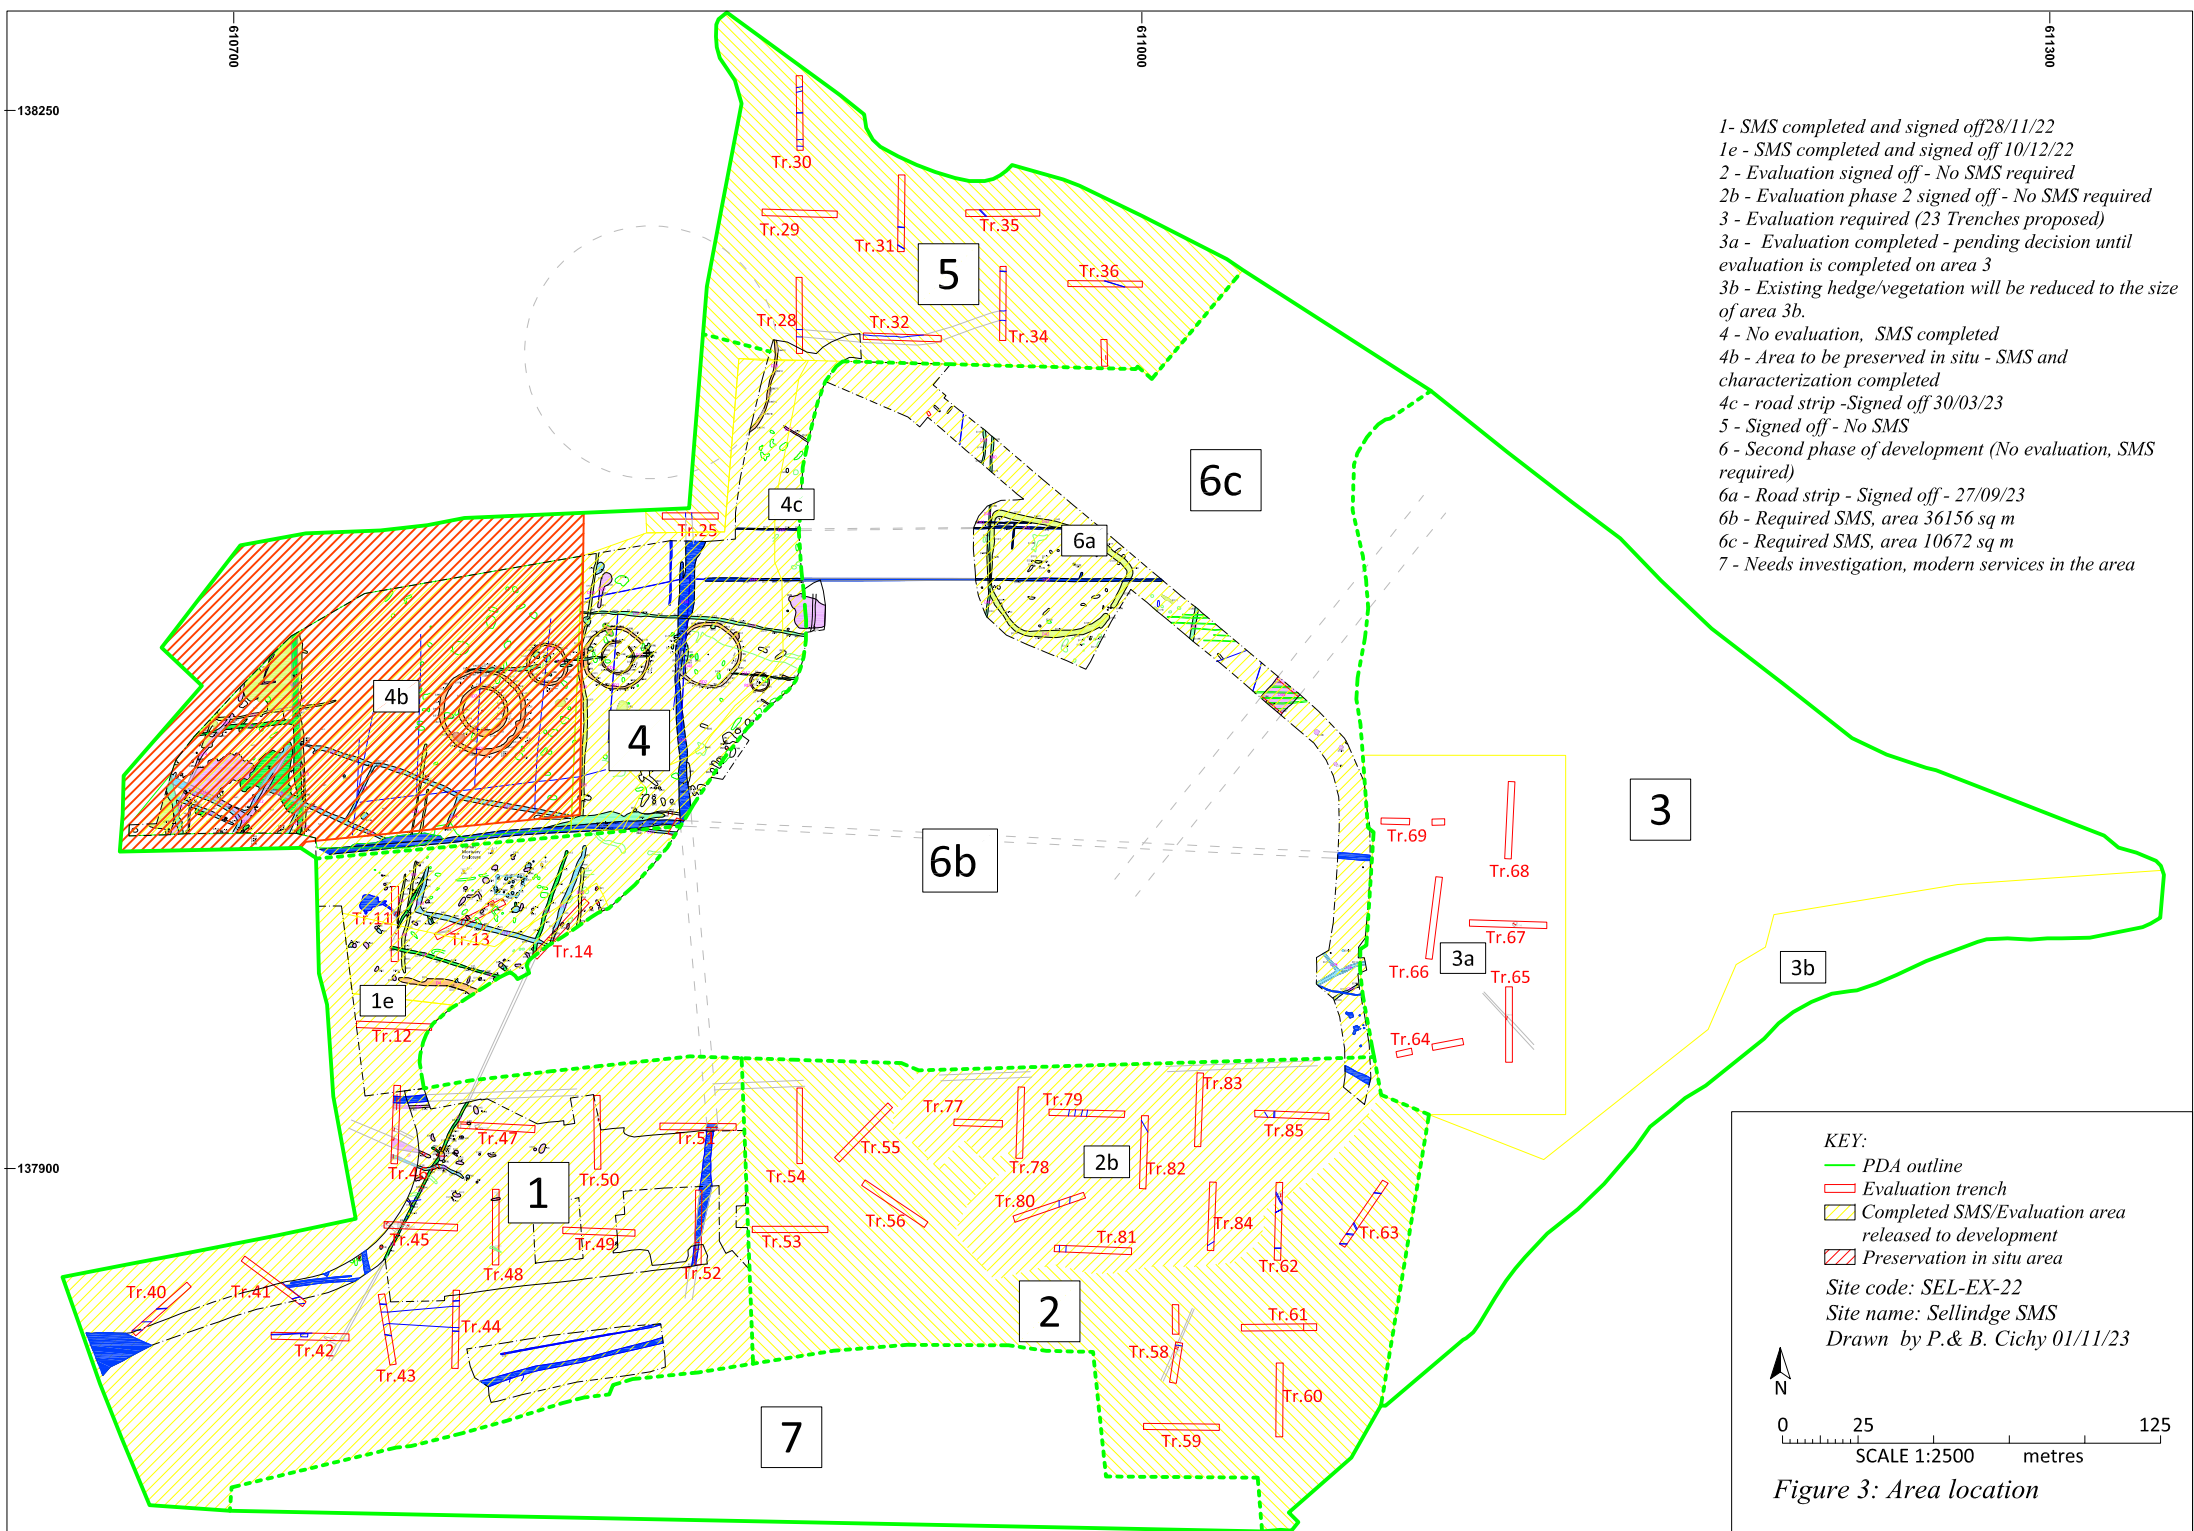 610700
611000
611300
138250
137900
1- SMS completed and signed off28/11/22
1e - SMS completed and signed off 10/12/22
2 - Evaluation signed off - No SMS required
2b - Evaluation phase 2 signed off - No SMS required
3 - Evaluation required (23 Trenches proposed)
3a - Evaluation completed - pending decision until
evaluation is completed on area 3
3b - Existing hedge/vegetation will be reduced to the size
of area 3b.
4 - No evaluation, SMS completed
4b - Area to be preserved in situ - SMS and
characterization completed
4c - road strip -Signed off 30/03/23
5 - Signed off - No SMS
6 - Second phase of development (No evaluation, SMS
required)
6a - Road strip - Signed off - 27/09/23
6b - Required SMS, area 36156 sq m
6c - Required SMS, area 10672 sq m
7 - Needs investigation, modern services in the area
Tr.30
Tr.29
Tr.31
Tr.35
5
Tr.36
Tr.28
Tr.32
Tr.34
6c
4c
Tr.25
6a
4b
4
3
Tr.69
Tr.68
6b
Tr.11
Tr.13
Tr.14
Tr.67
3a
Tr.66
3b
Tr.65
1e
Tr.12
Tr.64
Tr.83
Tr.77
Tr.79
Tr.47
Tr.51
Tr.55
Tr.85
Tr.46
Tr.50
Tr.54
Tr.78
2b
Tr.82
1
Tr.80
Tr.56
Tr.45
Tr.49
Tr.53
Tr.84
Tr.63
Tr.81
Tr.48
Tr.52
Tr.62
Tr.40
Tr.41
2
Tr.61
Tr.44
Tr.42
Tr.58
Tr.43
Tr.60
7
Tr.59
KEY:
PDA outline
Evaluation trench
Completed SMS/Evaluation area
released to development
Preservation in situ area
Site code: SEL-EX-22
Site name: Sellindge SMS
Drawn by P.& B. Cichy 01/11/23
N
0 25 125
SCALE 1:2500 metres
Figure 3: Area location